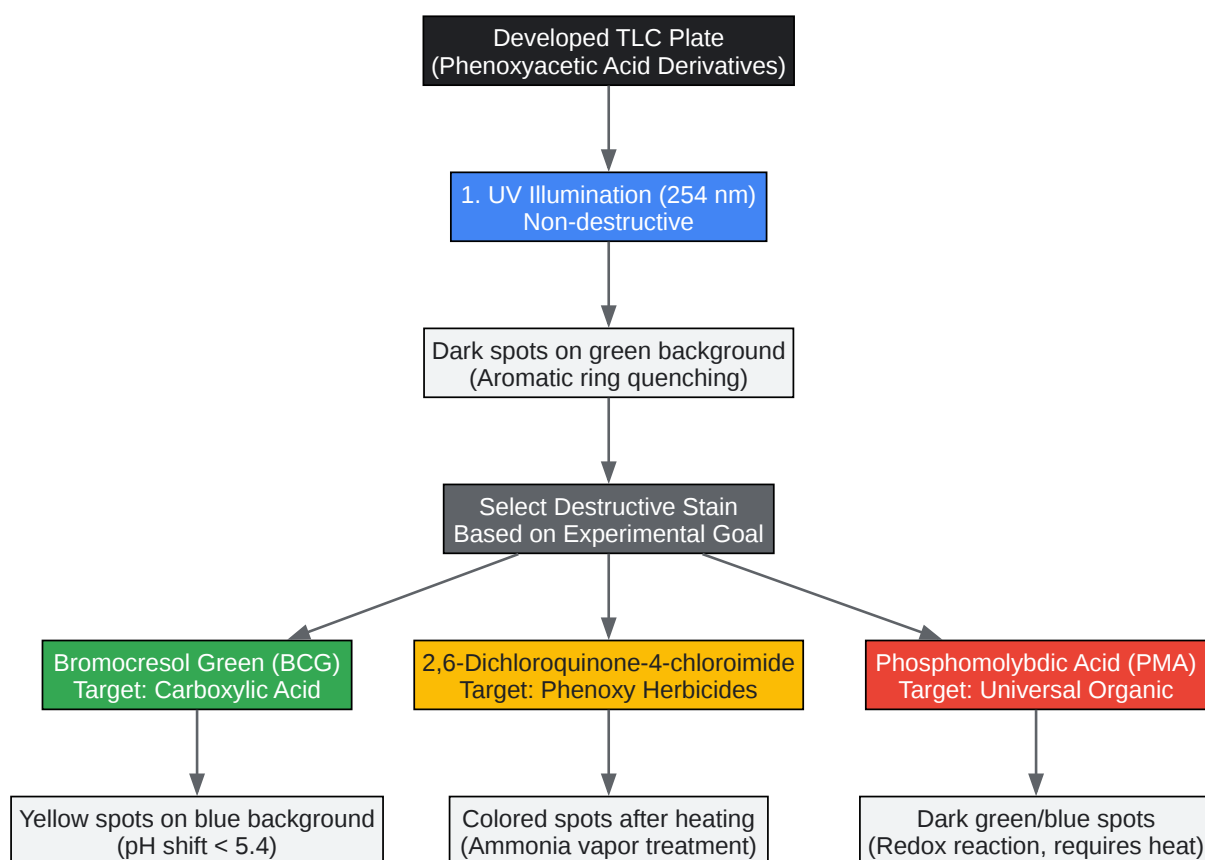 Developed TLC Plate
(Phenoxyacetic Acid Derivatives)
1. UV Illumination (254 nm)
Non-destructive
Dark spots on green background
(Aromatic ring quenching)
Select Destructive Stain
Based on Experimental Goal
Bromocresol Green (BCG)
Target: Carboxylic Acid
2,6-Dichloroquinone-4-chloroimide
Target: Phenoxy Herbicides
Phosphomolybdic Acid (PMA)
Target: Universal Organic
Yellow spots on blue background
(pH shift < 5.4)
Colored spots after heating
(Ammonia vapor treatment)
Dark green/blue spots
(Redox reaction, requires heat)